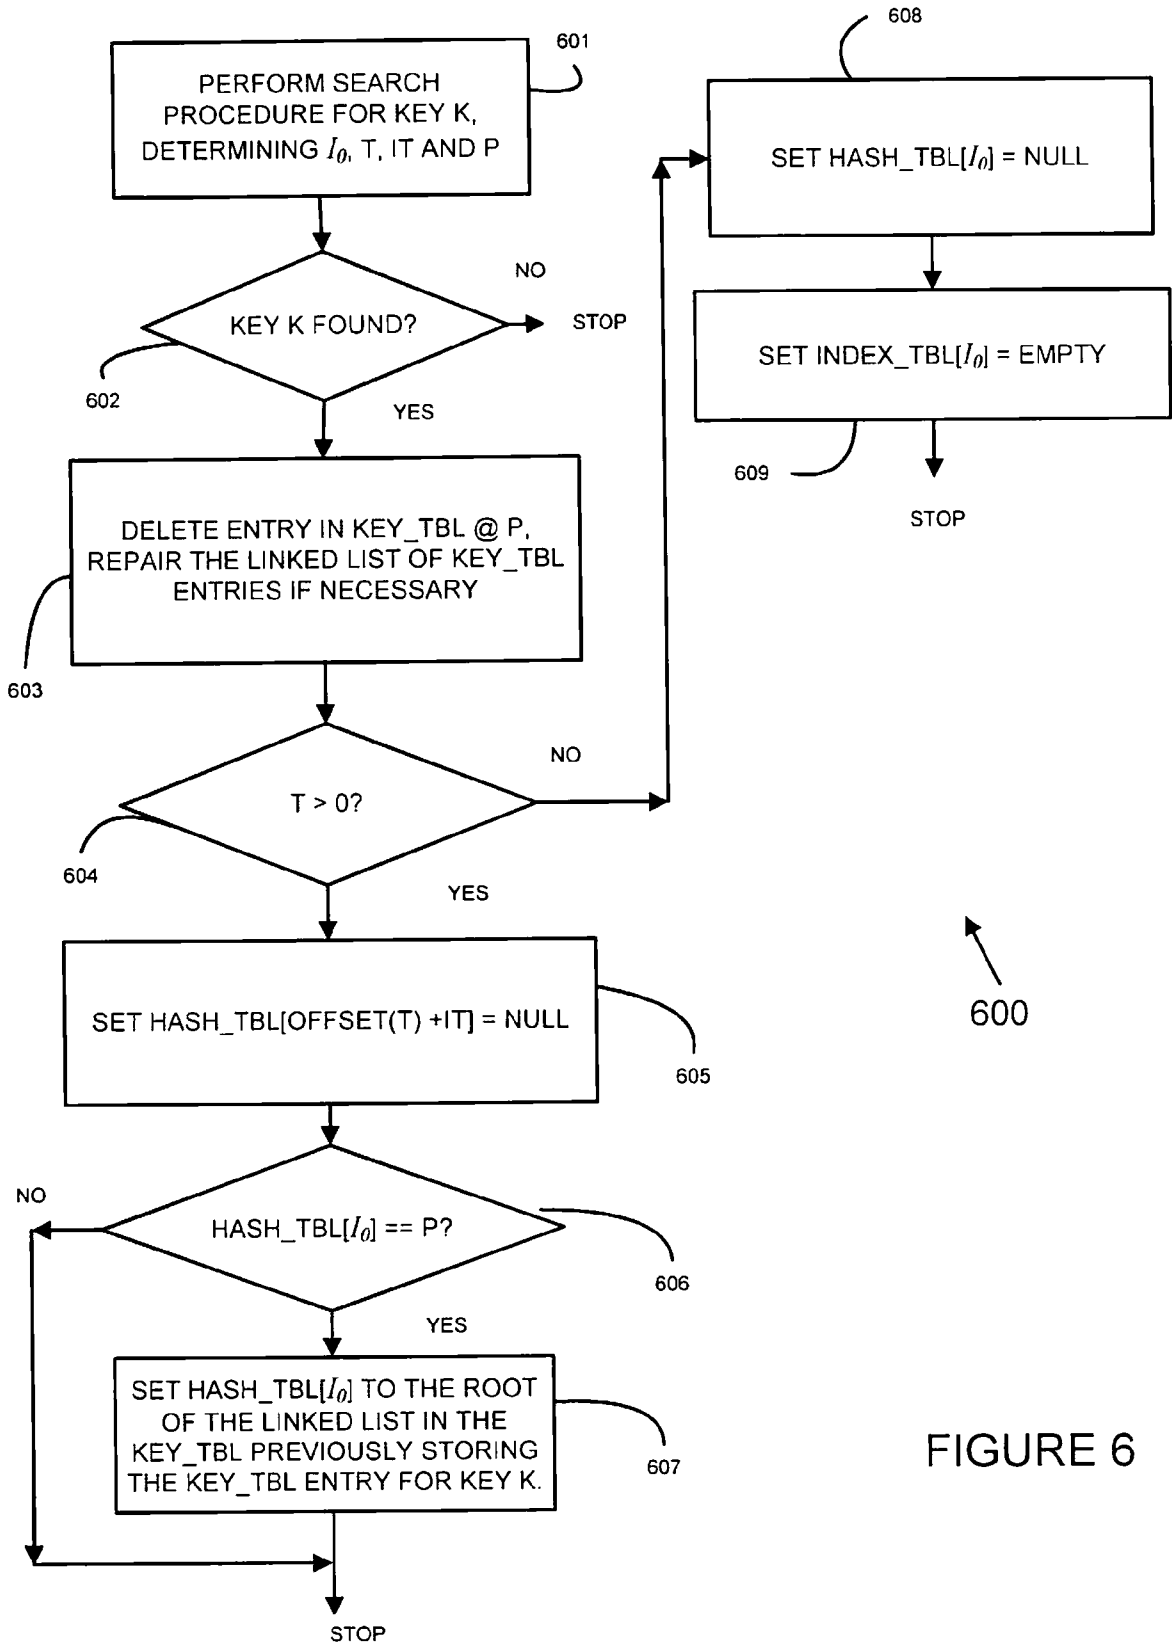 601
PERFORM SEARCH
PROCEDURE FOR KEY K,
DETERMINING I0, T, IT AND P
NO
KEY K FOUND?
STOP
602
YES
DELETE ENTRY IN KEY_TBL @ P,
REPAIR THE LINKED LIST OF KEY_TBL
ENTRIES IF NECESSARY
603
NO
T > 0?
604
YES
SET HASH_TBL[OFFSET(T) +IT] = NULL
605
NO
HASH_TBL[I0] == P?
606
YES
SET HASH_TBL[I0] TO THE ROOT
OF THE LINKED LIST IN THE
KEY_TBL PREVIOUSLY STORING
THE KEY_TBL ENTRY FOR KEY K.
607
STOP
608
SET HASH_TBL[I0] = NULL
SET INDEX_TBL[I0] = EMPTY
609
STOP
600
FIGURE 6